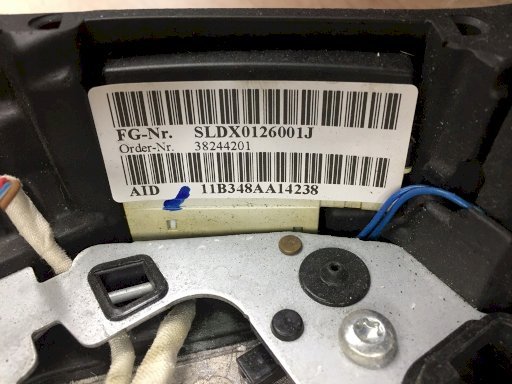 FG-Nr. SLDX0126001J
Order-Nr. 38244201
AID 11B348AA14238